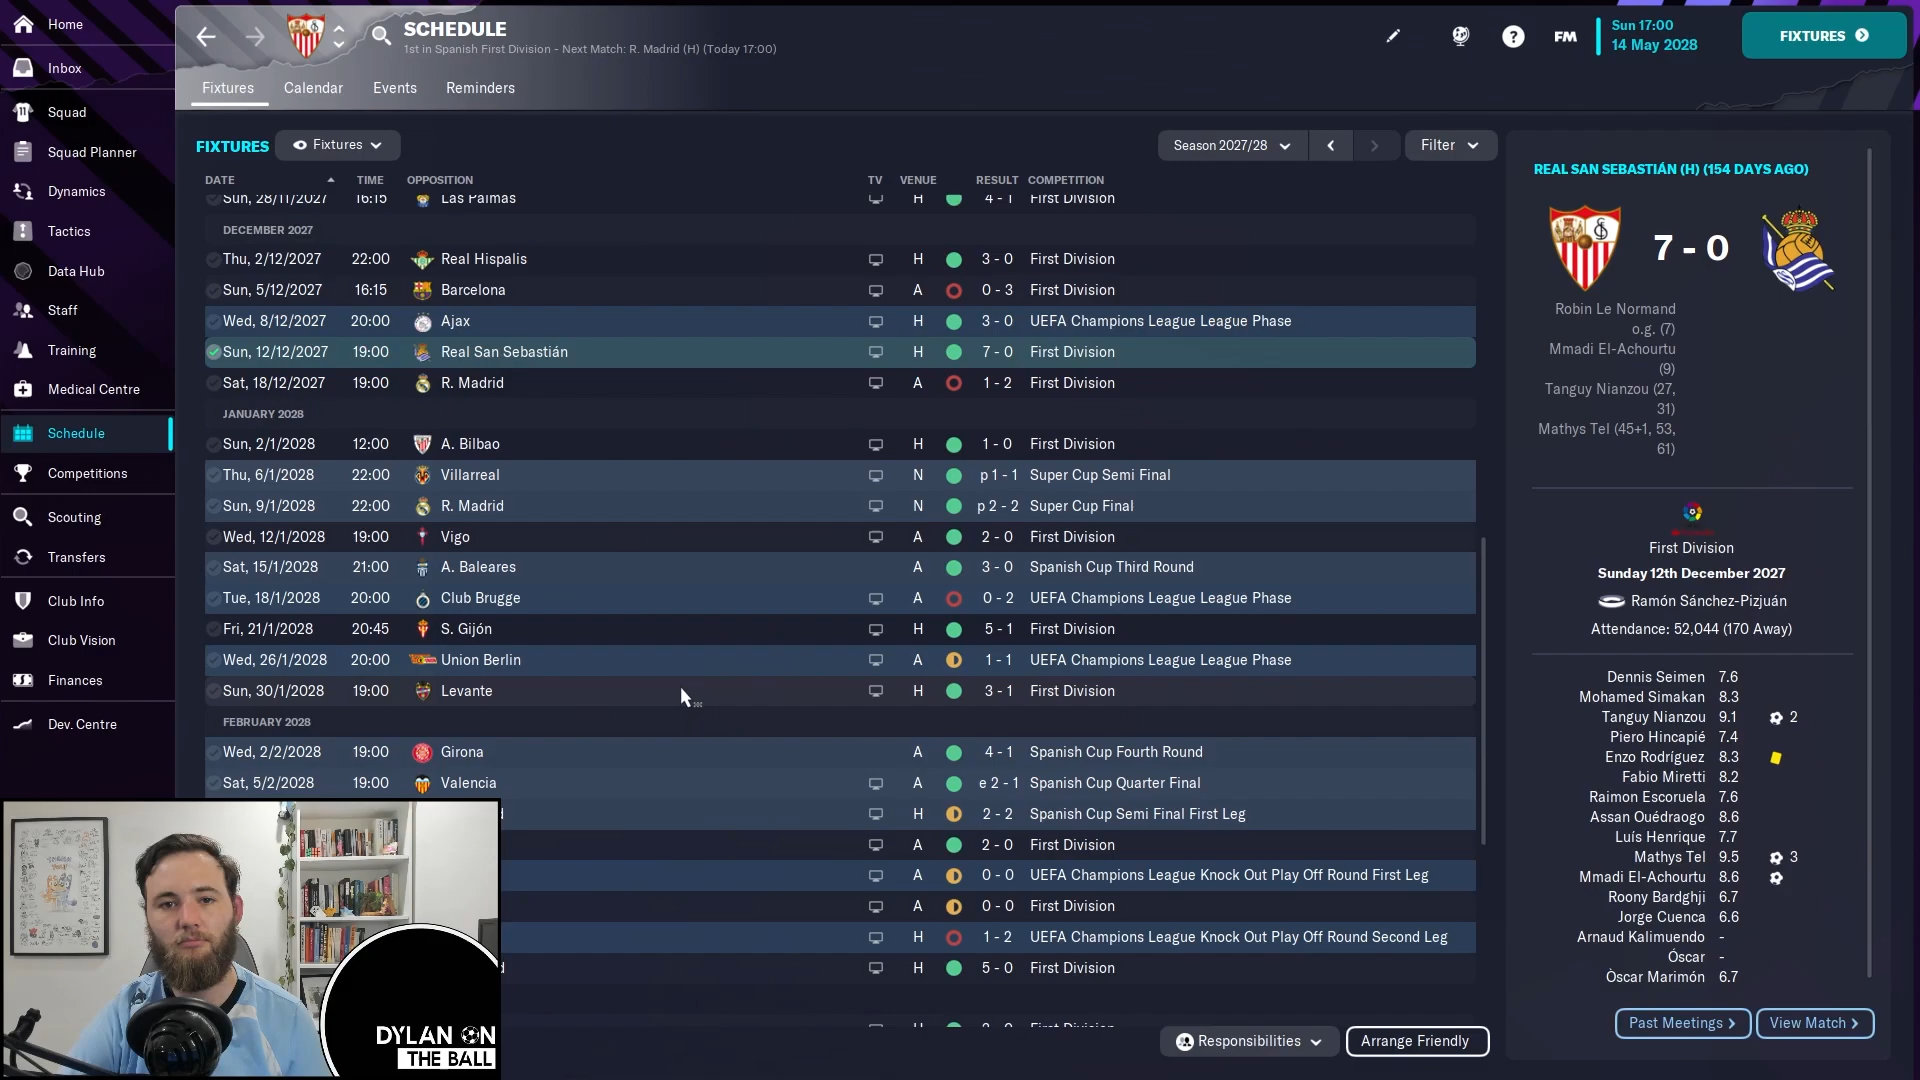 Home
Inbox
Squad
Squad Planner
Dynamics
Tactics
Data Hub
Staff
Training
Medical Centre
Schedule
Competitions
Scouting
Transfers
Club Info
Club Vision
Finances
Dev. Centre
SCHEDULE
1st in Spanish First Division - Next Match: R. Madrid (H) (Today 17:00)
FM
Sun 17:00
14 May 2028
FIXTURES
Fixtures Calendar Events Reminders
FIXTURES Fixtures Season 2027/28 Filter
DATE TIME OPPOSITION TV VENUE RESULT COMPETITION
Sun, 28/11/2027 16:15 Las Palmas H 4 - 1 First Division
DECEMBER 2027
Thu, 2/12/2027 22:00 Real Hispalis H 3 - 0 First Division
Sun, 5/12/2027 16:15 Barcelona A 0 - 3 First Division
Wed, 8/12/2027 20:00 Ajax H 3 - 0 UEFA Champions League League Phase
Sun, 12/12/2027 19:00 Real San Sebastián H 7 - 0 First Division
Sat, 18/12/2027 19:00 R. Madrid A 1 - 2 First Division
JANUARY 2028
Sun, 2/1/2028 12:00 A. Bilbao H 1 - 0 First Division
Thu, 6/1/2028 22:00 Villarreal N p 1 - 1 Super Cup Semi Final
Sun, 9/1/2028 22:00 R. Madrid N p 2 - 2 Super Cup Final
Wed, 12/1/2028 19:00 Vigo A 2 - 0 First Division
Sat, 15/1/2028 21:00 A. Baleares A 3 - 0 Spanish Cup Third Round
Tue, 18/1/2028 20:00 Club Brugge A 0 - 2 UEFA Champions League League Phase
Fri, 21/1/2028 20:45 S. Gijón H 5 - 1 First Division
Wed, 26/1/2028 20:00 Union Berlin A 1 - 1 UEFA Champions League League Phase
Sun, 30/1/2028 19:00 Levante H 3 - 1 First Division
FEBRUARY 2028
Wed, 2/2/2028 19:00 Girona A 4 - 1 Spanish Cup Fourth Round
Sat, 5/2/2028 19:00 Valencia A e 2 - 1 Spanish Cup Quarter Final
H 2 - 2 Spanish Cup Semi Final First Leg
A 2 - 0 First Division
A 0 - 0 UEFA Champions League Knock Out Play Off Round First Leg
A 0 - 0 First Division
H 1 - 2 UEFA Champions League Knock Out Play Off Round Second Leg
H 5 - 0 First Division
Responsibilities Arrange Friendly
REAL SAN SEBASTIÁN (H) (154 DAYS AGO)
7 - 0
Robin Le Normand
o.g. (7)
Mmadi El-Achourtu
(9)
Tanguy Nianzou (27,
31)
Mathys Tel (45+1, 53,
61)
First Division
Sunday 12th December 2027
Ramón Sánchez-Pizjuán
Attendance: 52,044 (170 Away)
Dennis Seimen 7.6
Mohamed Simakan 8.3
Tanguy Nianzou 9.1 2
Piero Hincapié 7.4
Enzo Rodríguez 8.3
Fabio Miretti 8.2
Raimon Escoruela 7.6
Assan Ouédraogo 8.6
Luís Henrique 7.7
Mathys Tel 9.5 3
Mmadi El-Achourtu 8.6
Roony Bardghji 6.7
Jorge Cuenca 6.6
Arnaud Kalimuendo -
Óscar -
Òscar Marimón 6.7
Past Meetings View Match
DYLAN ON
THE BALL